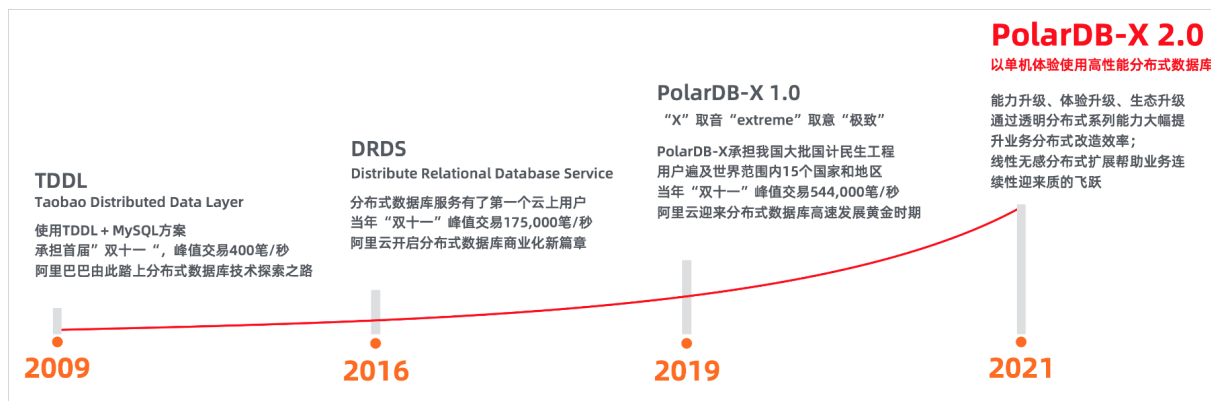 TDDL
Taobao Distributed Data Layer
使用TDDL+MySQL方案
承担首届”双十一“，峰值交易400笔/秒
阿里巴巴由此踏上分布式数据库技术探索之路
2009
DRDS
Distribute Relational Database Service
分布式数据库服务有了第一个云上用户
当年“双十一”峰值交易175,000笔/秒
阿里云开启分布式数据库商业化新篇章
2016
PolarDB-X 1.0
“X”取音“extreme”取意“极致”
PolarDB-X承担我国大批国计民生工程
用户遍及世界范围内15个国家和地区
当年“双十一”峰值交易544,000笔/秒
阿里云迎来分布式数据库高速发展黄金时期
2019
PolarDB-X 2.0
以单机体验使用高性能分布式数据库
能力升级、体验升级、生态升级
通过透明分布式系列能力大幅提
升业务分布式改造效率；
线性无感分布式扩展帮助业务连
续性迎来质的飞跃
2021